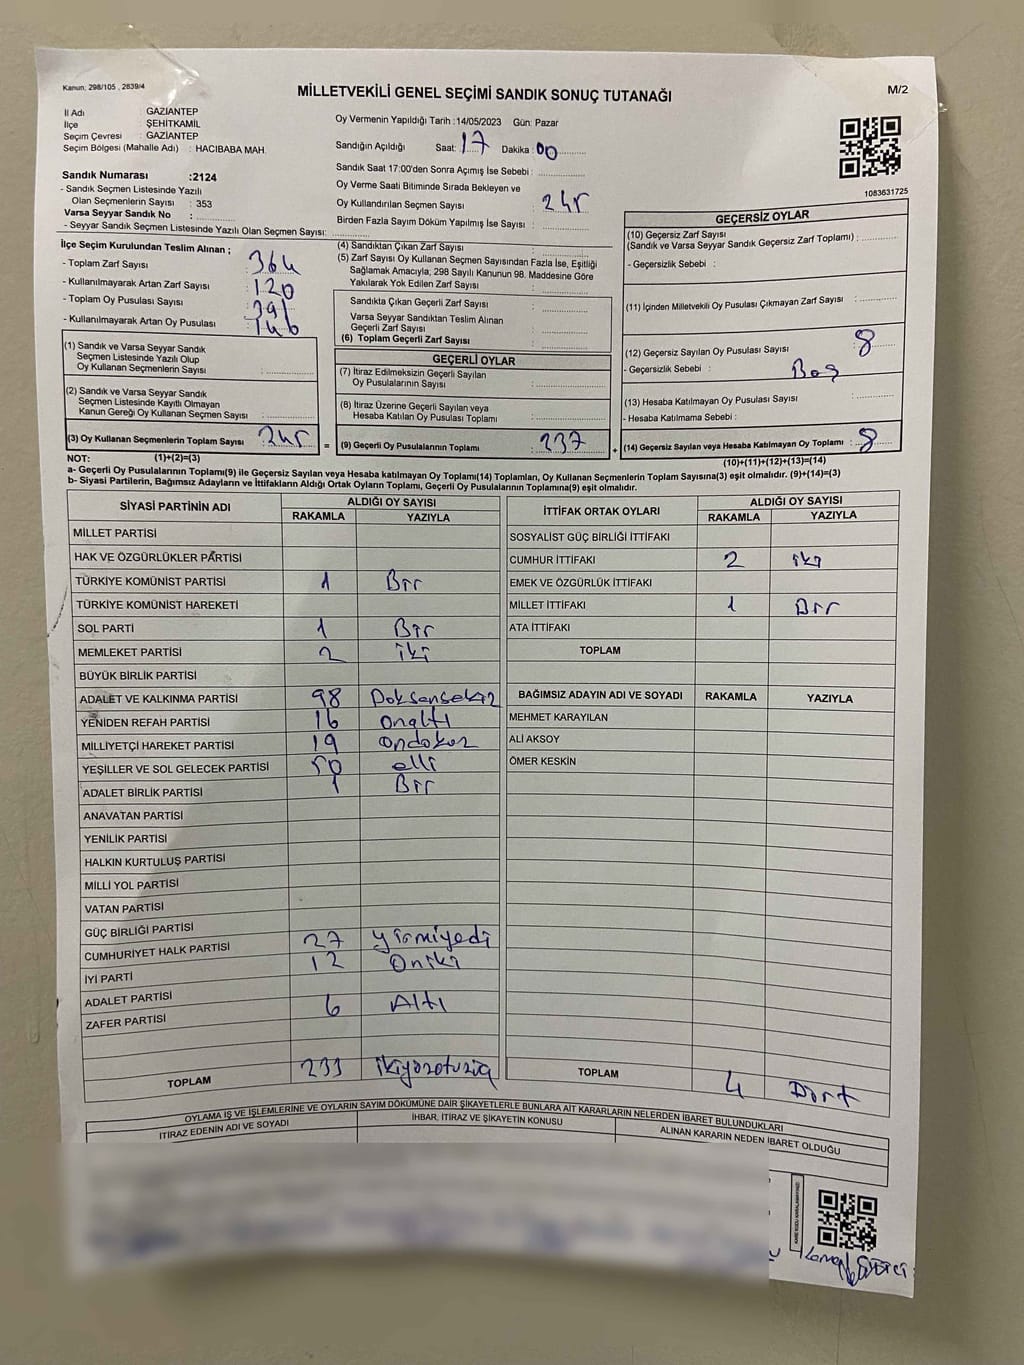 Kanun: 298/105 , 2839/4
MİLLETVEKİLİ GENEL SEÇİMİ SANDIK SONUÇ TUTANAĞI
M/2
İl Adı GAZİANTEP
İlçe ŞEHİTKAMİL
Seçim Çevresi : GAZİANTEP
Seçim Bölgesi (Mahalle Adı) : HACIBABA MAH.
Sandık Numarası :2124
- Sandık Seçmen Listesinde Yazılı
Olan Seçmenlerin Sayısı : 353
Varsa Seyyar Sandık No :
- Seyyar Sandık Seçmen Listesinde Yazılı Olan Seçmen Sayısı:
Oy Vermenin Yapıldığı Tarih :14/05/2023 Gün: Pazar
Sandığın Açıldığı Saat: 17 Dakika : 00
Sandık Saat 17:00'den Sonra Açımış İse Sebebi :
Oy Verme Saati Bitiminde Sırada Bekleyen ve
Oy Kullandırılan Seçmen Sayısı : 245
Birden Fazla Sayım Döküm Yapılmış İse Sayısı :
1083631725
İlçe Seçim Kurulundan Teslim Alınan ;
- Toplam Zarf Sayısı : 364
- Kullanılmayarak Artan Zarf Sayısı : 120
- Toplam Oy Pusulası Sayısı : 391
- Kullanılmayarak Artan Oy Pusulası : 146
(1) Sandık ve Varsa Seyyar Sandık
Seçmen Listesinde Yazılı Olup
Oy Kullanan Seçmenlerin Sayısı :
(2) Sandık ve Varsa Seyyar Sandık
Seçmen Listesinde Kayıtlı Olmayan
Kanun Gereği Oy Kullanan Seçmen Sayısı :
(3) Oy Kullanan Seçmenlerin Toplam Sayısı 245 =
(1)+(2)=(3)
(4) Sandıktan Çıkan Zarf Sayısı :
(5) Zarf Sayısı Oy Kullanan Seçmen Sayısından Fazla İse, Eşitliği
Sağlamak Amacıyla; 298 Sayılı Kanunun 98. Maddesine Göre
Yakılarak Yok Edilen Zarf Sayısı :
Sandıkta Çıkan Geçerli Zarf Sayısı :
Varsa Seyyar Sandıktan Teslim Alınan
Geçerli Zarf Sayısı :
(6) Toplam Geçerli Zarf Sayısı :
GEÇERLİ OYLAR
(7) İtiraz Edilmeksizin Geçerli Sayılan
Oy Pusulalarının Sayısı :
(8) İtiraz Üzerine Geçerli Sayılan veya
Hesaba Katılan Oy Pusulası Toplamı :
(9) Geçerli Oy Pusulalarının Toplamı : 237 +
GEÇERSİZ OYLAR
(10) Geçersiz Zarf Sayısı
(Sandık ve Varsa Seyyar Sandık Geçersiz Zarf Toplamı) :
- Geçersizlik Sebebi :
(11) İçinden Milletvekili Oy Pusulası Çıkmayan Zarf Sayısı :
(12) Geçersiz Sayılan Oy Pusulası Sayısı : 8
- Geçersizlik Sebebi : Boş
(13) Hesaba Katılmayan Oy Pusulası Sayısı :
- Hesaba Katılmama Sebebi :
(14) Geçersiz Sayılan veya Hesaba Katılmayan Oy Toplamı : 8
(10)+(11)+(12)+(13)=(14)
NOT:
a- Geçerli Oy Pusulalarının Toplamı(9) ile Geçersiz Sayılan veya Hesaba katılmayan Oy Toplamı(14) Toplamları, Oy Kullanan Seçmenlerin Toplam Sayısına(3) eşit olmalıdır. (9)+(14)=(3)
b- Siyasi Partilerin, Bağımsız Adayların ve İttifakların Aldığı Ortak Oyların Toplamı, Geçerli Oy Pusulalarının Toplamına(9) eşit olmalıdır.
SİYASİ PARTİNİN ADI ALDIĞI OY SAYISI
RAKAMLA YAZIYLA
MİLLET PARTİSİ
HAK VE ÖZGÜRLÜKLER PARTİSİ
TÜRKİYE KOMÜNİST PARTİSİ 1 Bir
TÜRKİYE KOMÜNİST HAREKETİ
SOL PARTİ 1 Bir
MEMLEKET PARTİSİ 2 iki
BÜYÜK BİRLİK PARTİSİ
ADALET VE KALKINMA PARTİSİ 98 Doksansekiz
YENİDEN REFAH PARTİSİ 16 onaltı
MİLLİYETÇİ HAREKET PARTİSİ 19 ondokuz
YEŞİLLER VE SOL GELECEK PARTİSİ 50 elli
ADALET BİRLİK PARTİSİ 1 Bir
ANAVATAN PARTİSİ
YENİLİK PARTİSİ
HALKIN KURTULUŞ PARTİSİ
MİLLİ YOL PARTİSİ
VATAN PARTİSİ
GÜÇ BİRLİĞİ PARTİSİ
CUMHURİYET HALK PARTİSİ 27 yirmiyedi
İYİ PARTİ 12 Oniki
ADALET PARTİSİ
ZAFER PARTİSİ 6 Altı
TOPLAM 233 ikiyüzotuzüç
İTTİFAK ORTAK OYLARI ALDIĞI OY SAYISI
RAKAMLA YAZIYLA
SOSYALİST GÜÇ BİRLİĞİ İTTİFAKI
CUMHUR İTTİFAKI 2 iki
EMEK VE ÖZGÜRLÜK İTTİFAKI
MİLLET İTTİFAKI 1 Bir
ATA İTTİFAKI
TOPLAM
BAĞIMSIZ ADAYIN ADI VE SOYADI RAKAMLA YAZIYLA
MEHMET KARAYILAN
ALİ AKSOY
ÖMER KESKİN
TOPLAM 4 Dört
OYLAMA İŞ VE İŞLEMLERİNE VE OYLARIN SAYIM DÖKÜMÜNE DAİR ŞİKAYETLERLE BUNLARA AİT KARARLARIN NELERDEN İBARET BULUNDUKLARI
İTİRAZ EDENİN ADI VE SOYADI
İHBAR, İTİRAZ VE ŞİKAYETİN KONUSU
ALINAN KARARIN NEDEN İBARET OLDUĞU